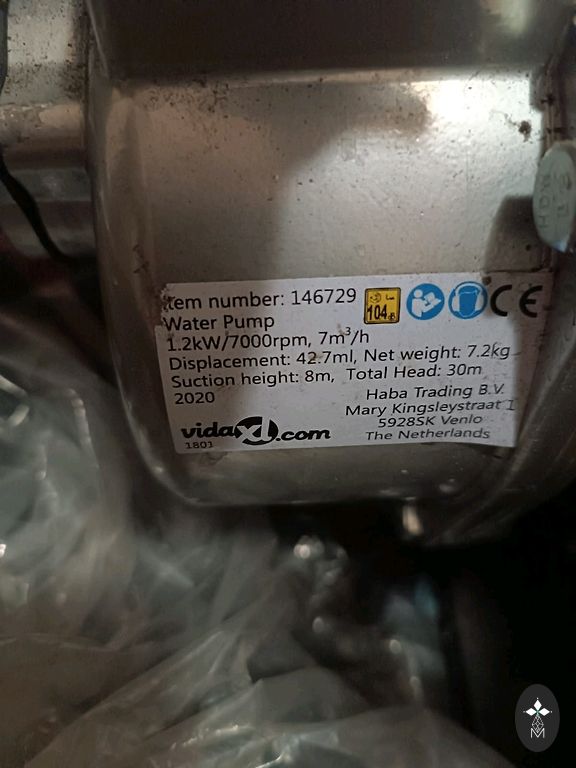 Item number: 146729
Water Pump
1.2kW/7000rpm, 7m³/h
Displacement: 42.7ml, Net weight: 7.2kg
Suction height: 8m, Total Head: 30m
2020
104 dB
CE
Haba Trading B.V.
Mary Kingsleystraat 1
5928SK Venlo
The Netherlands
vidaXL.com
1801
M